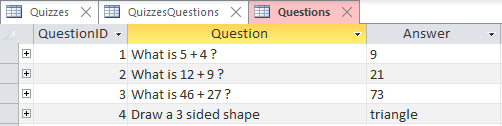 Quizzes QuizzesQuestions Questions
QuestionID Question Answer
1 What is 5 + 4 ? 9
2 What is 12 + 9 ? 21
3 What is 46 + 27 ? 73
4 Draw a 3 sided shape triangle